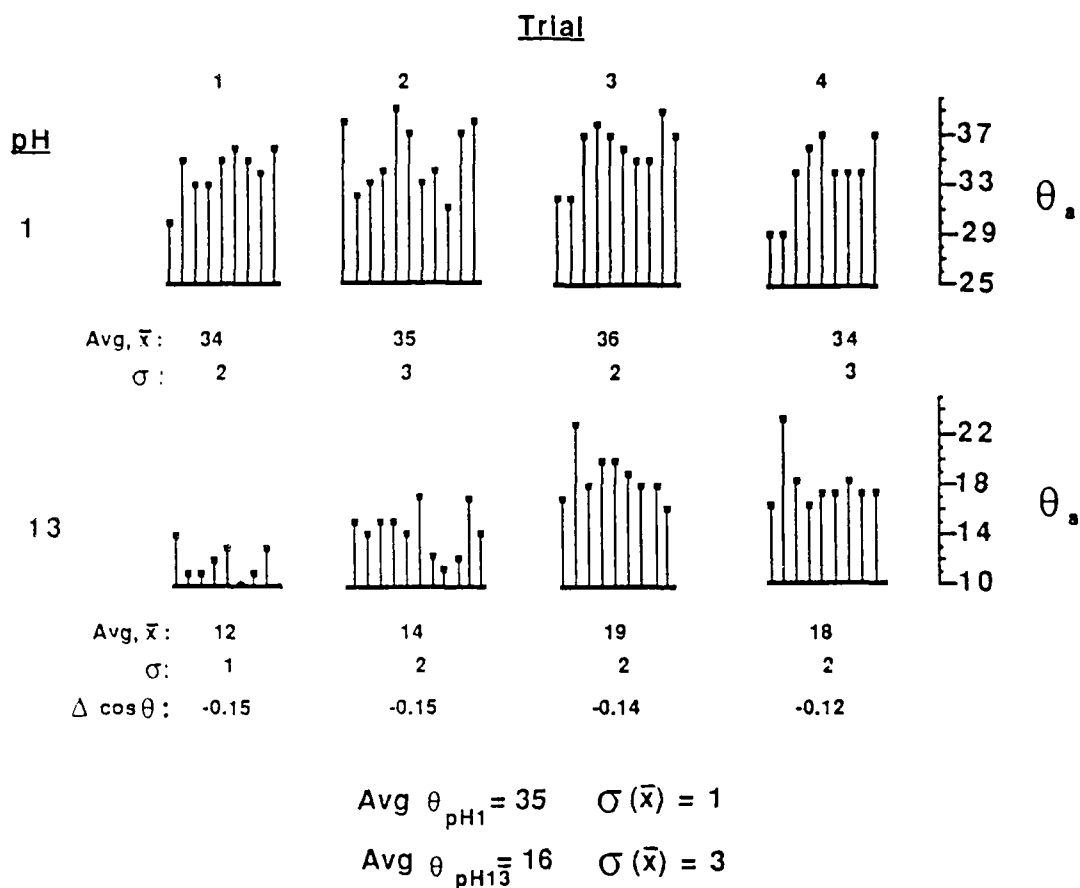 Trial
1 2 3 4
pH
1
37
33
29
25
θa
Avg, x̄: 34 35 36 34
σ: 2 3 2 3
13
22
18
14
10
θa
Avg, x̄: 12 14 19 18
σ: 1 2 2 2
Δ cosθ: -0.15 -0.15 -0.14 -0.12
Avg θpH1 = 35 σ(x̄) = 1
Avg θpH13 = 16 σ(x̄) = 3